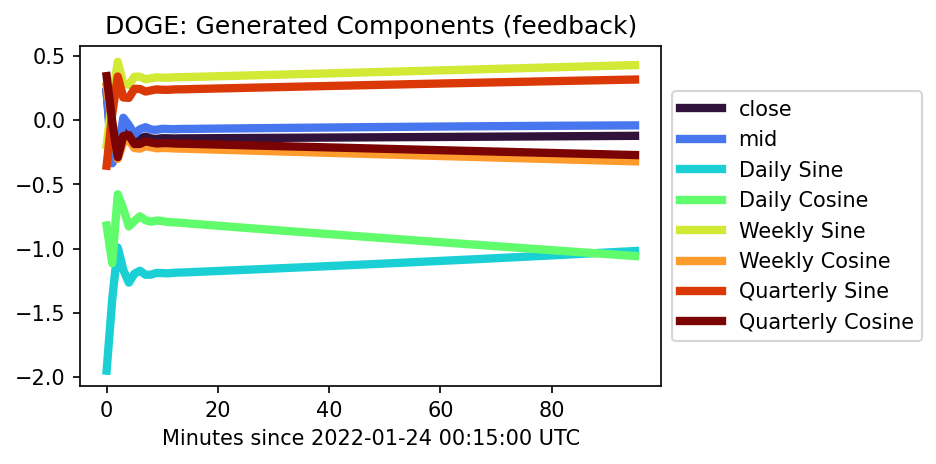 DOGE: Generated Components (feedback)
0.5
0.0
−0.5
−1.0
−1.5
−2.0
0 20 40 60 80
Minutes since 2022-01-24 00:15:00 UTC
close
mid
Daily Sine
Daily Cosine
Weekly Sine
Weekly Cosine
Quarterly Sine
Quarterly Cosine